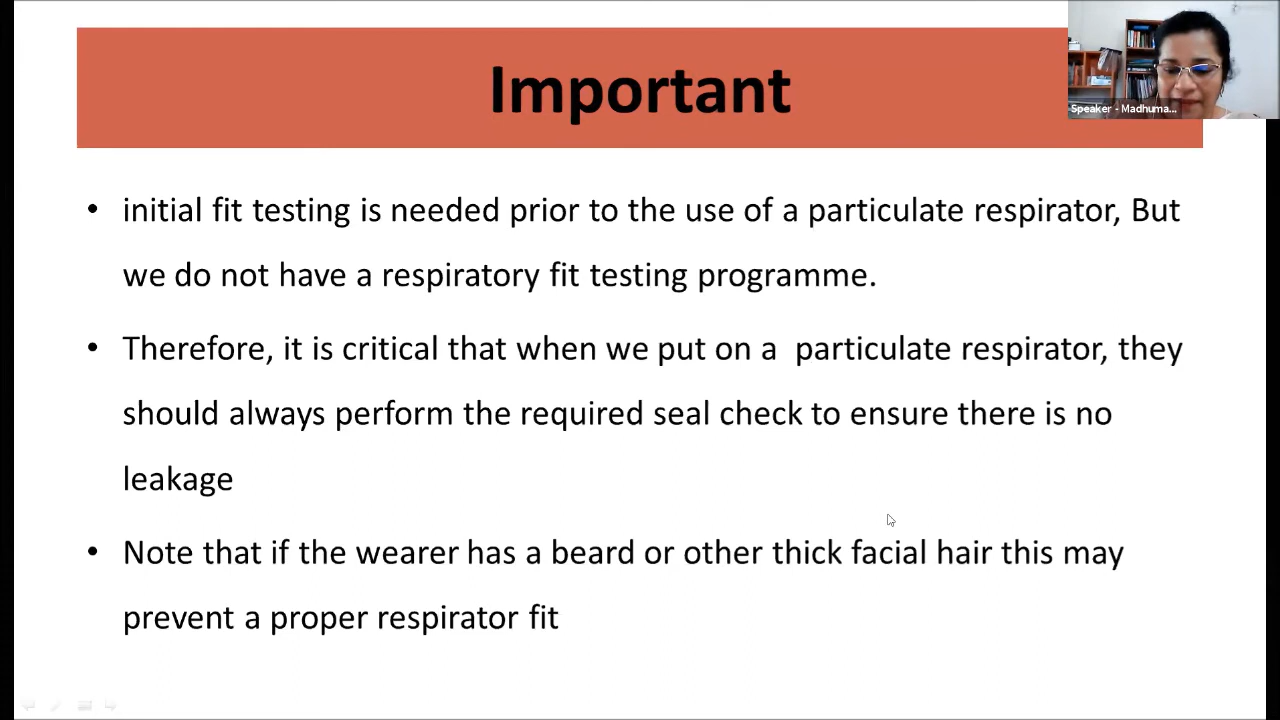 Important
Speaker - Madhuma...
• initial fit testing is needed prior to the use of a particulate respirator, But
we do not have a respiratory fit testing programme.
• Therefore, it is critical that when we put on a particulate respirator, they
should always perform the required seal check to ensure there is no
leakage
• Note that if the wearer has a beard or other thick facial hair this may
prevent a proper respirator fit